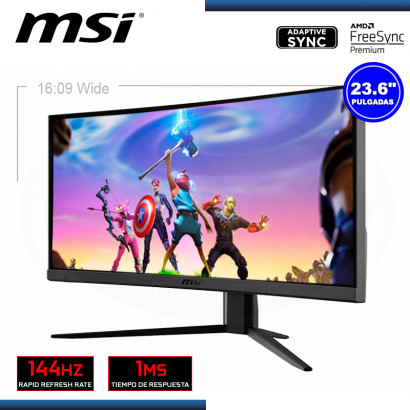 msi
ADAPTIVE
SYNC
AMD
FreeSync
Premium
16:09 Wide
23.6"
PULGADAS
msi
144HZ
RAPID REFRESH RATE
1MS
TIEMPO DE RESPUESTA